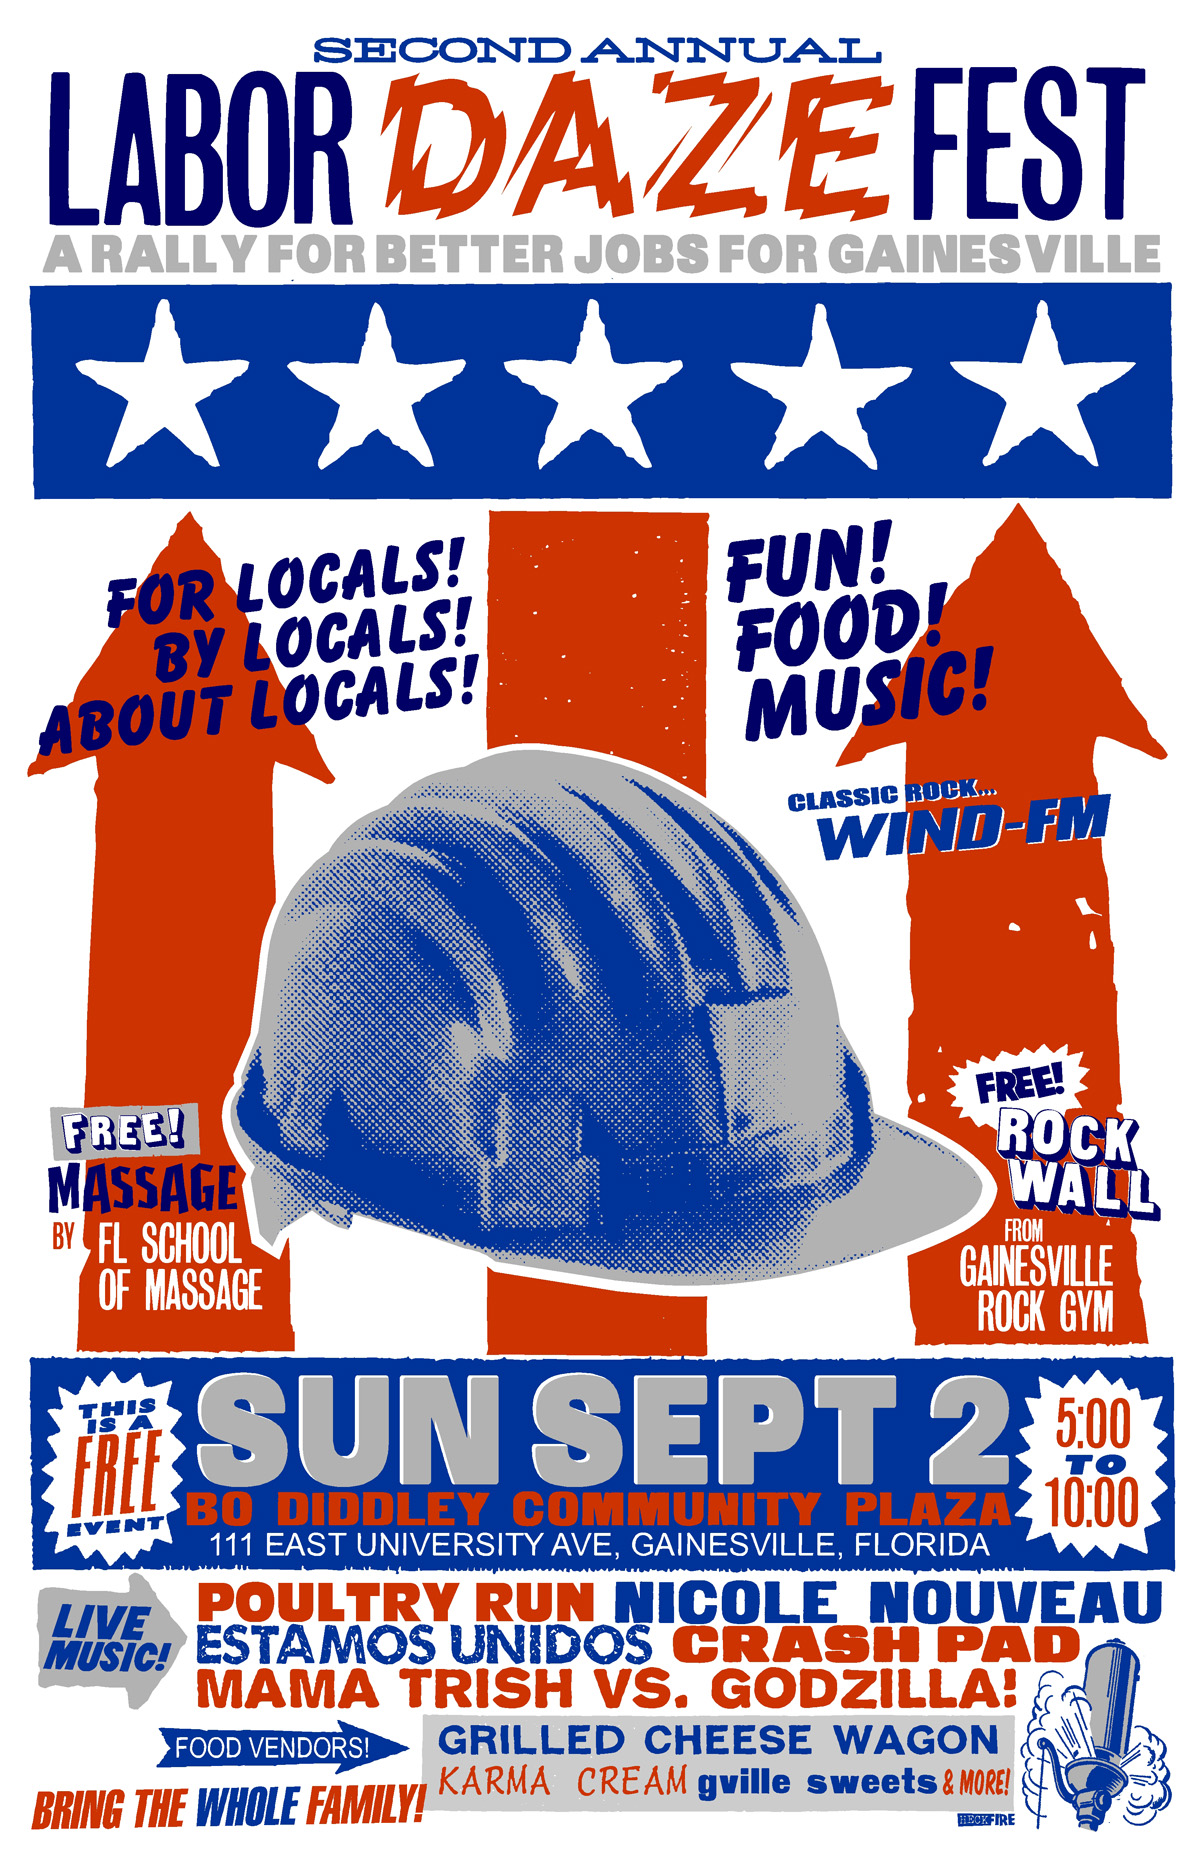 SECOND ANNUAL
LABOR DAZE FEST
A RALLY FOR BETTER JOBS FOR GAINESVILLE
FOR LOCALS!
BY LOCALS!
ABOUT LOCALS!
FUN!
FOOD!
MUSIC!
CLASSIC ROCK...
WIND-FM
FREE!
MASSAGE
BY FL SCHOOL
OF MASSAGE
FREE!
ROCK
WALL
FROM
GAINESVILLE
ROCK GYM
THIS
IS A
FREE
EVENT
SUN SEPT 2
BO DIDDLEY COMMUNITY PLAZA
111 EAST UNIVERSITY AVE, GAINESVILLE, FLORIDA
5:00
TO
10:00
LIVE
MUSIC!
POULTRY RUN NICOLE NOUVEAU
ESTAMOS UNIDOS CRASH PAD
MAMA TRISH VS. GODZILLA!
FOOD VENDORS!
GRILLED CHEESE WAGON
KARMA CREAM gville sweets & MORE!
BRING THE WHOLE FAMILY!
HECKFIRE